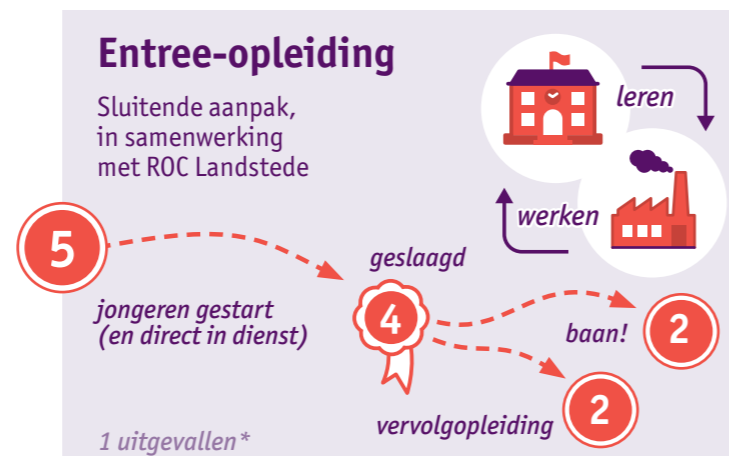 Entree-opleiding
Sluitende aanpak,
in samenwerking
met ROC Landstede
leren
werken
5
jongeren gestart
(en direct in dienst)
geslaagd
4
baan!
2
vervolgopleiding
2
1 uitgevallen*